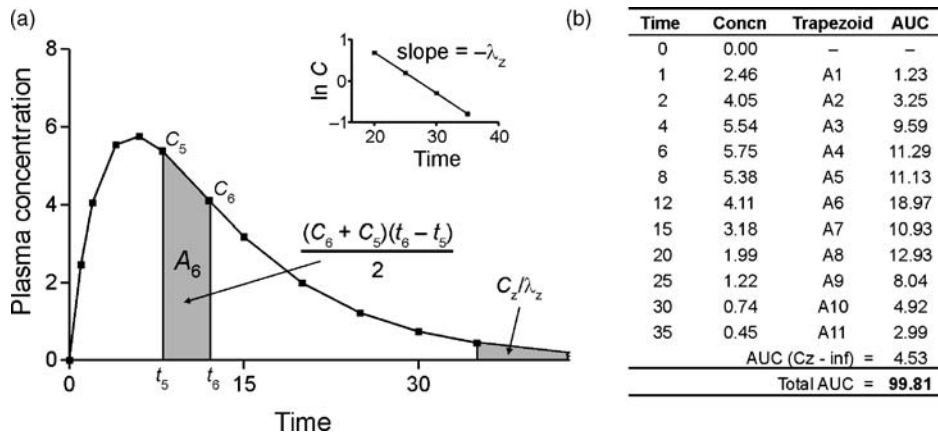 (a)
8
6
4
2
0
Plasma concentration
0
15
30
t5
t6
Time
C5
C6
A6
(C6 + C5)(t6 – t5)
2
Cz/λz
1
0
–1
ln C
slope = –λz
20
30
40
Time
(b)
Time Concn Trapezoid AUC
0 0.00 – –
1 2.46 A1 1.23
2 4.05 A2 3.25
4 5.54 A3 9.59
6 5.75 A4 11.29
8 5.38 A5 11.13
12 4.11 A6 18.97
15 3.18 A7 10.93
20 1.99 A8 12.93
25 1.22 A9 8.04
30 0.74 A10 4.92
35 0.45 A11 2.99
AUC (Cz - inf) = 4.53
Total AUC = 99.81